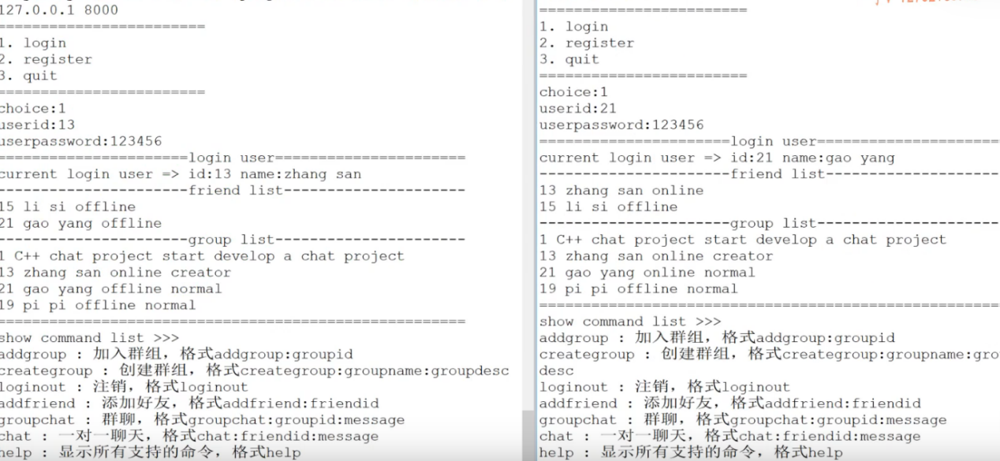 127.0.0.1 8000
=========================
1. login
2. register
3. quit
=========================
choice:1
userid:13
userpassword:123456
======================login user======================
current login user => id:13 name:zhang san
----------------------friend list---------------------
15 li si offline
21 gao yang offline
----------------------group list----------------------
1 C++ chat project start develop a chat project
13 zhang san online creator
21 gao yang offline normal
19 pi pi offline normal
======================================================
show command list >>>
addgroup : 加入群组，格式addgroup:groupid
creategroup : 创建群组，格式creategroup:groupname:groupdesc
loginout : 注销，格式loginout
addfriend : 添加好友，格式addfriend:friendid
groupchat : 群聊，格式groupchat:groupid:message
chat : 一对一聊天，格式chat:friendid:message
help : 显示所有支持的命令，格式help
=========================
1. login
2. register
3. quit
=========================
choice:1
userid:21
userpassword:123456
======================login user======================
current login user => id:21 name:gao yang
----------------------friend list---------------------
13 zhang san online
15 li si offline
----------------------group list----------------------
1 C++ chat project start develop a chat project
13 zhang san online creator
21 gao yang online normal
19 pi pi offline normal
======================================================
show command list >>>
addgroup : 加入群组，格式addgroup:groupid
creategroup : 创建群组，格式creategroup:groupname:gro
desc
loginout : 注销，格式loginout
addfriend : 添加好友，格式addfriend:friendid
groupchat : 群聊，格式groupchat:groupid:message
chat : 一对一聊天，格式chat:friendid:message
help : 显示所有支持的命令，格式help